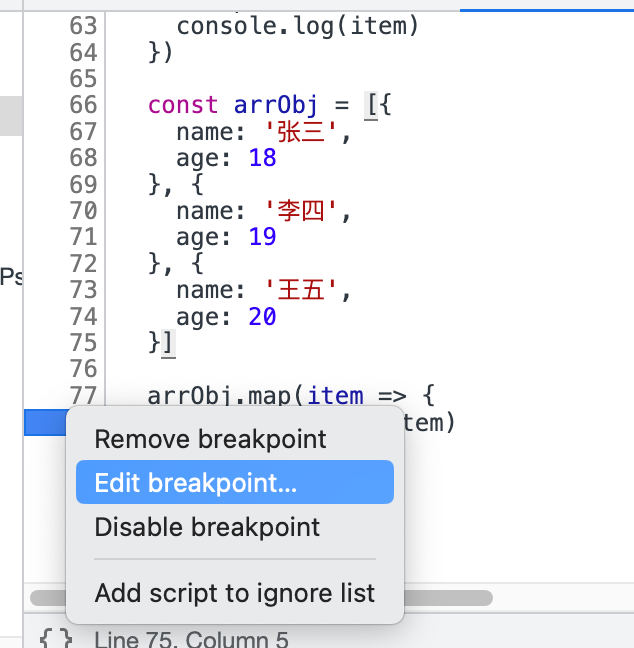 63 console.log(item)
64 })
65
66 const arrObj = [{
67 name: '张三',
68 age: 18
69 }, {
70 name: '李四',
71 age: 19
72 }, {
73 name: '王五',
74 age: 20
75 }]
76
77 arrObj.map(item => {
tem)
Ps
Remove breakpoint
Edit breakpoint...
Disable breakpoint
Add script to ignore list
{ } Line 75, Column 5